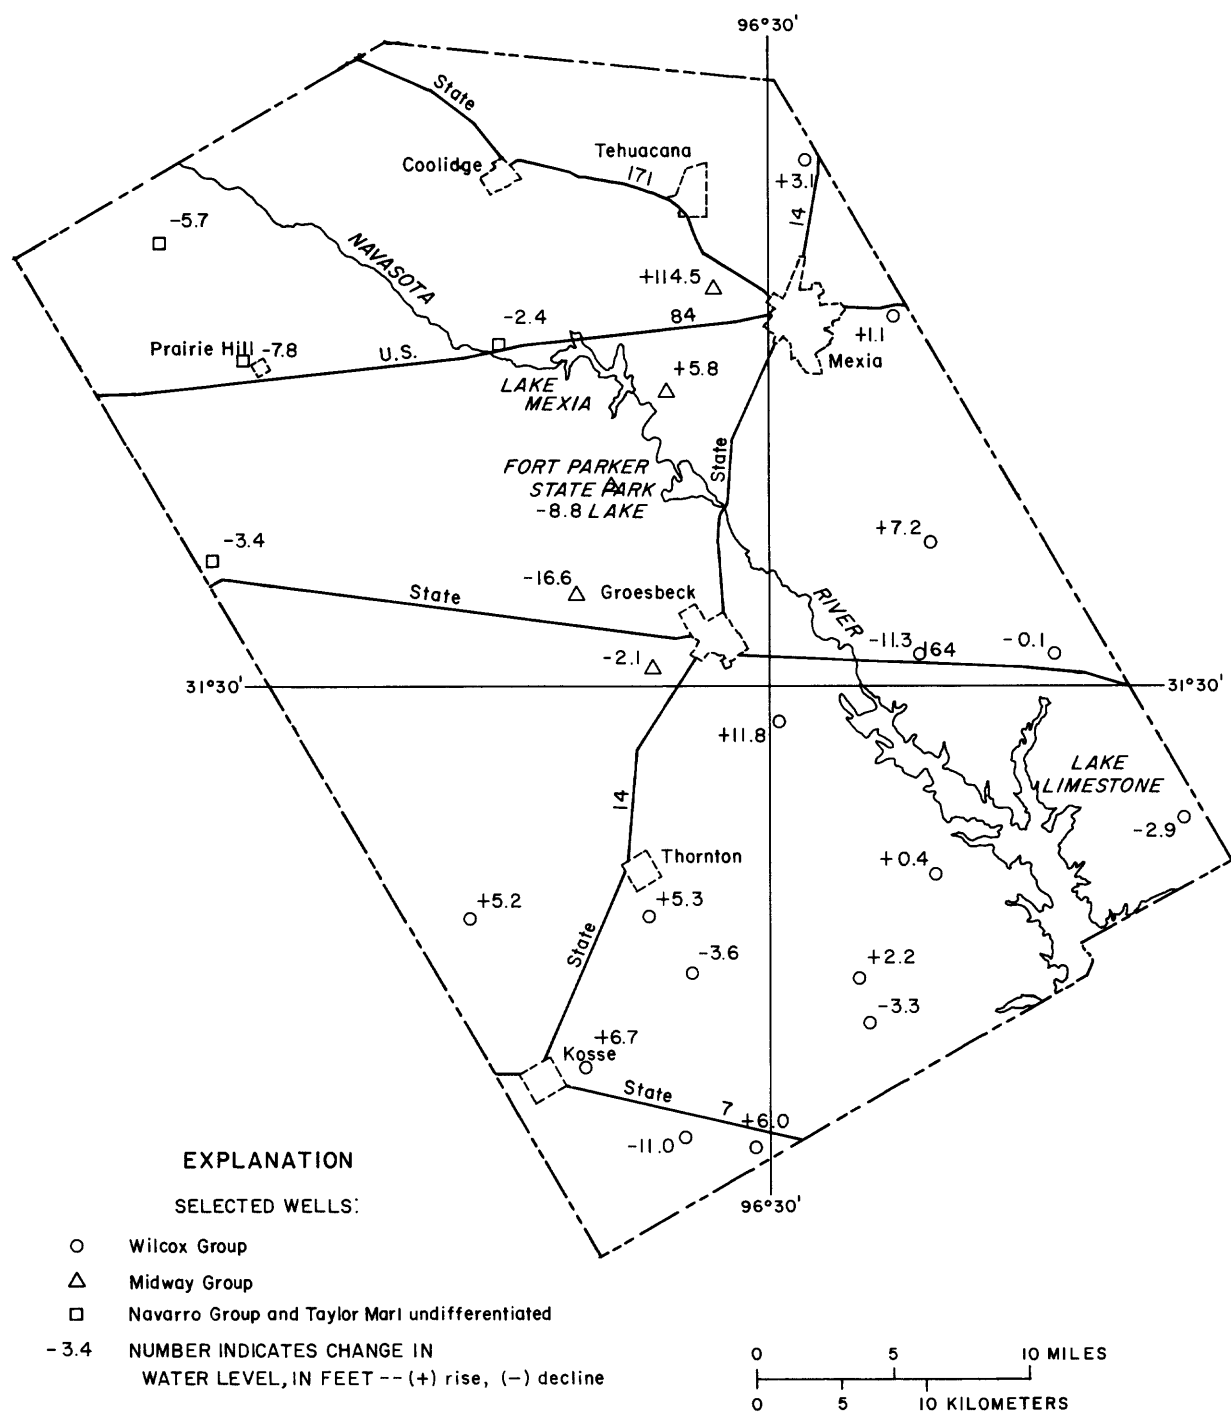 96°30'
State
Tehuacana
Coolidge
171
+3.1
14
-5.7
NAVASOTA
+114.5
-2.4
84
+1.1
Prairie Hill
-7.8
U.S.
Mexia
LAKE
MEXIA
+5.8
State
FORT PARKER
STATE PARK
-8.8 LAKE
+7.2
-3.4
-16.6
State
Groesbeck
RIVER
-11.3
164
-0.1
-2.1
31°30'
31°30'
+11.8
LAKE
LIMESTONE
14
-2.9
Thornton
+0.4
+5.2
+5.3
State
-3.6
+2.2
-3.3
+6.7
Kosse
State
7
+6.0
-11.0
96°30'
EXPLANATION
SELECTED WELLS:
Wilcox Group
Midway Group
Navarro Group and Taylor Marl undifferentiated
-3.4 NUMBER INDICATES CHANGE IN
WATER LEVEL, IN FEET -- (+) rise, (-) decline
0 5 10 MILES
0 5 10 KILOMETERS